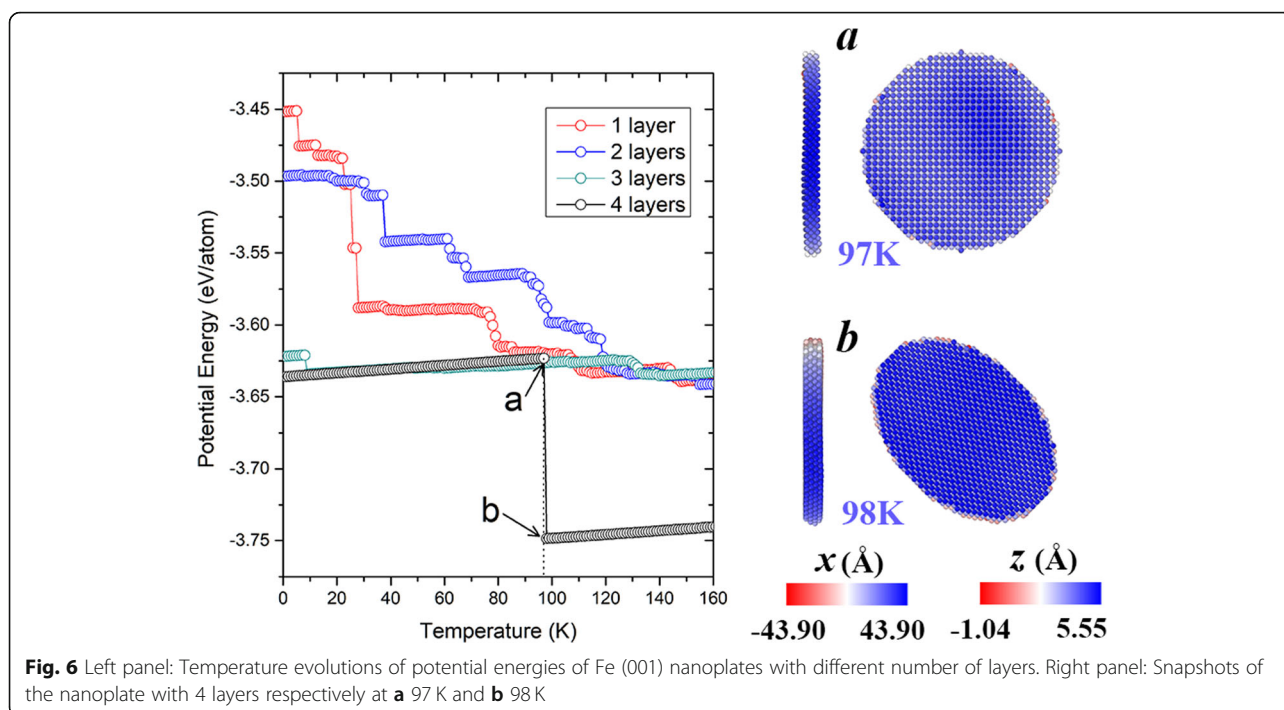 -3.45
-3.50
-3.55
-3.60
-3.65
-3.70
-3.75
Potential Energy (eV/atom)
0 20 40 60 80 100 120 140 160
Temperature (K)
1 layer
2 layers
3 layers
4 layers
a
b
a
97K
b
98K
x (Å)
-43.90 43.90
z (Å)
-1.04 5.55
Fig. 6 Left panel: Temperature evolutions of potential energies of Fe (001) nanoplates with different number of layers. Right panel: Snapshots of
the nanoplate with 4 layers respectively at a 97 K and b 98 K